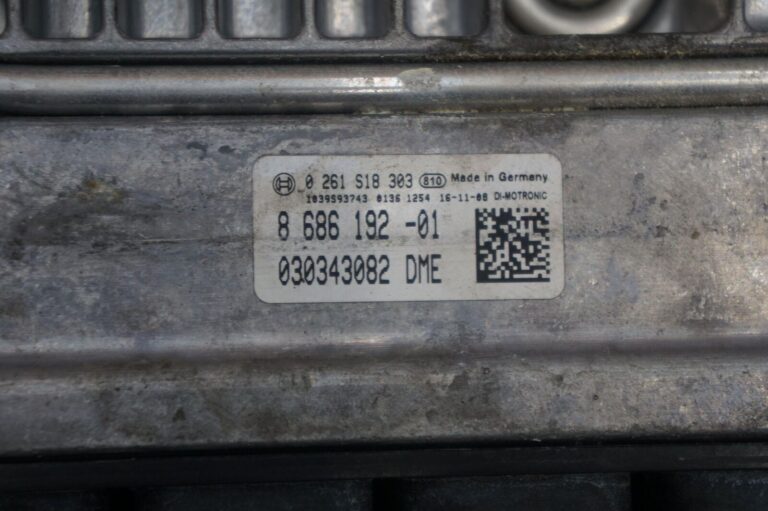 0 261 S18 303 810 Made in Germany
1039S93743 0136 1254 16-11-08 DI-MOTRONIC
8 686 192 -01
030343082 DME